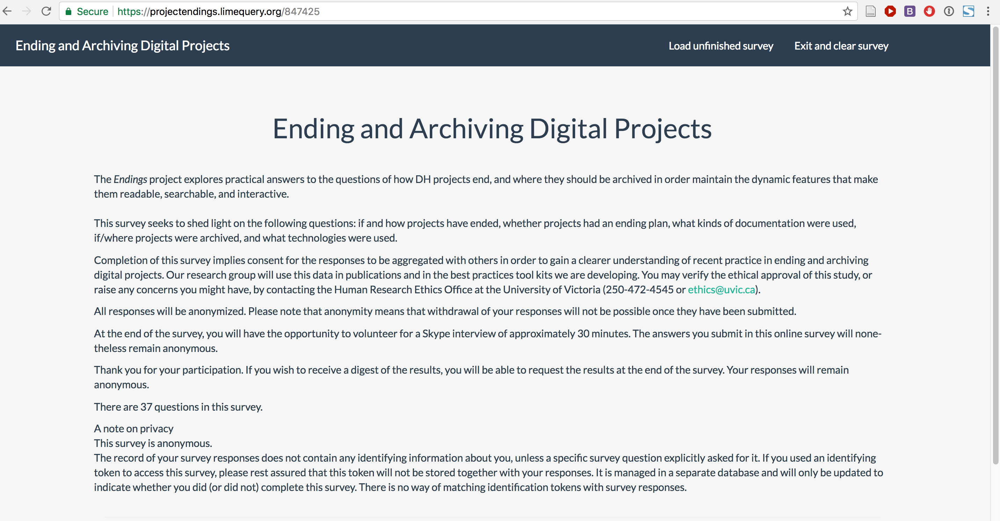 Secure https://projectendings.limequery.org/847425
Ending and Archiving Digital Projects
Load unfinished survey
Exit and clear survey
Ending and Archiving Digital Projects
The Endings project explores practical answers to the questions of how DH projects end, and where they should be archived in order maintain the dynamic features that make
them readable, searchable, and interactive.
This survey seeks to shed light on the following questions: if and how projects have ended, whether projects had an ending plan, what kinds of documentation were used,
if/where projects were archived, and what technologies were used.
Completion of this survey implies consent for the responses to be aggregated with others in order to gain a clearer understanding of recent practice in ending and archiving
digital projects. Our research group will use this data in publications and in the best practices tool kits we are developing. You may verify the ethical approval of this study, or
raise any concerns you might have, by contacting the Human Research Ethics Office at the University of Victoria (250-472-4545 or ethics@uvic.ca).
All responses will be anonymized. Please note that anonymity means that withdrawal of your responses will not be possible once they have been submitted.
At the end of the survey, you will have the opportunity to volunteer for a Skype interview of approximately 30 minutes. The answers you submit in this online survey will none-
theless remain anonymous.
Thank you for your participation. If you wish to receive a digest of the results, you will be able to request the results at the end of the survey. Your responses will remain
anonymous.
There are 37 questions in this survey.
A note on privacy
This survey is anonymous.
The record of your survey responses does not contain any identifying information about you, unless a specific survey question explicitly asked for it. If you used an identifying
token to access this survey, please rest assured that this token will not be stored together with your responses. It is managed in a separate database and will only be updated to
indicate whether you did (or did not) complete this survey. There is no way of matching identification tokens with survey responses.